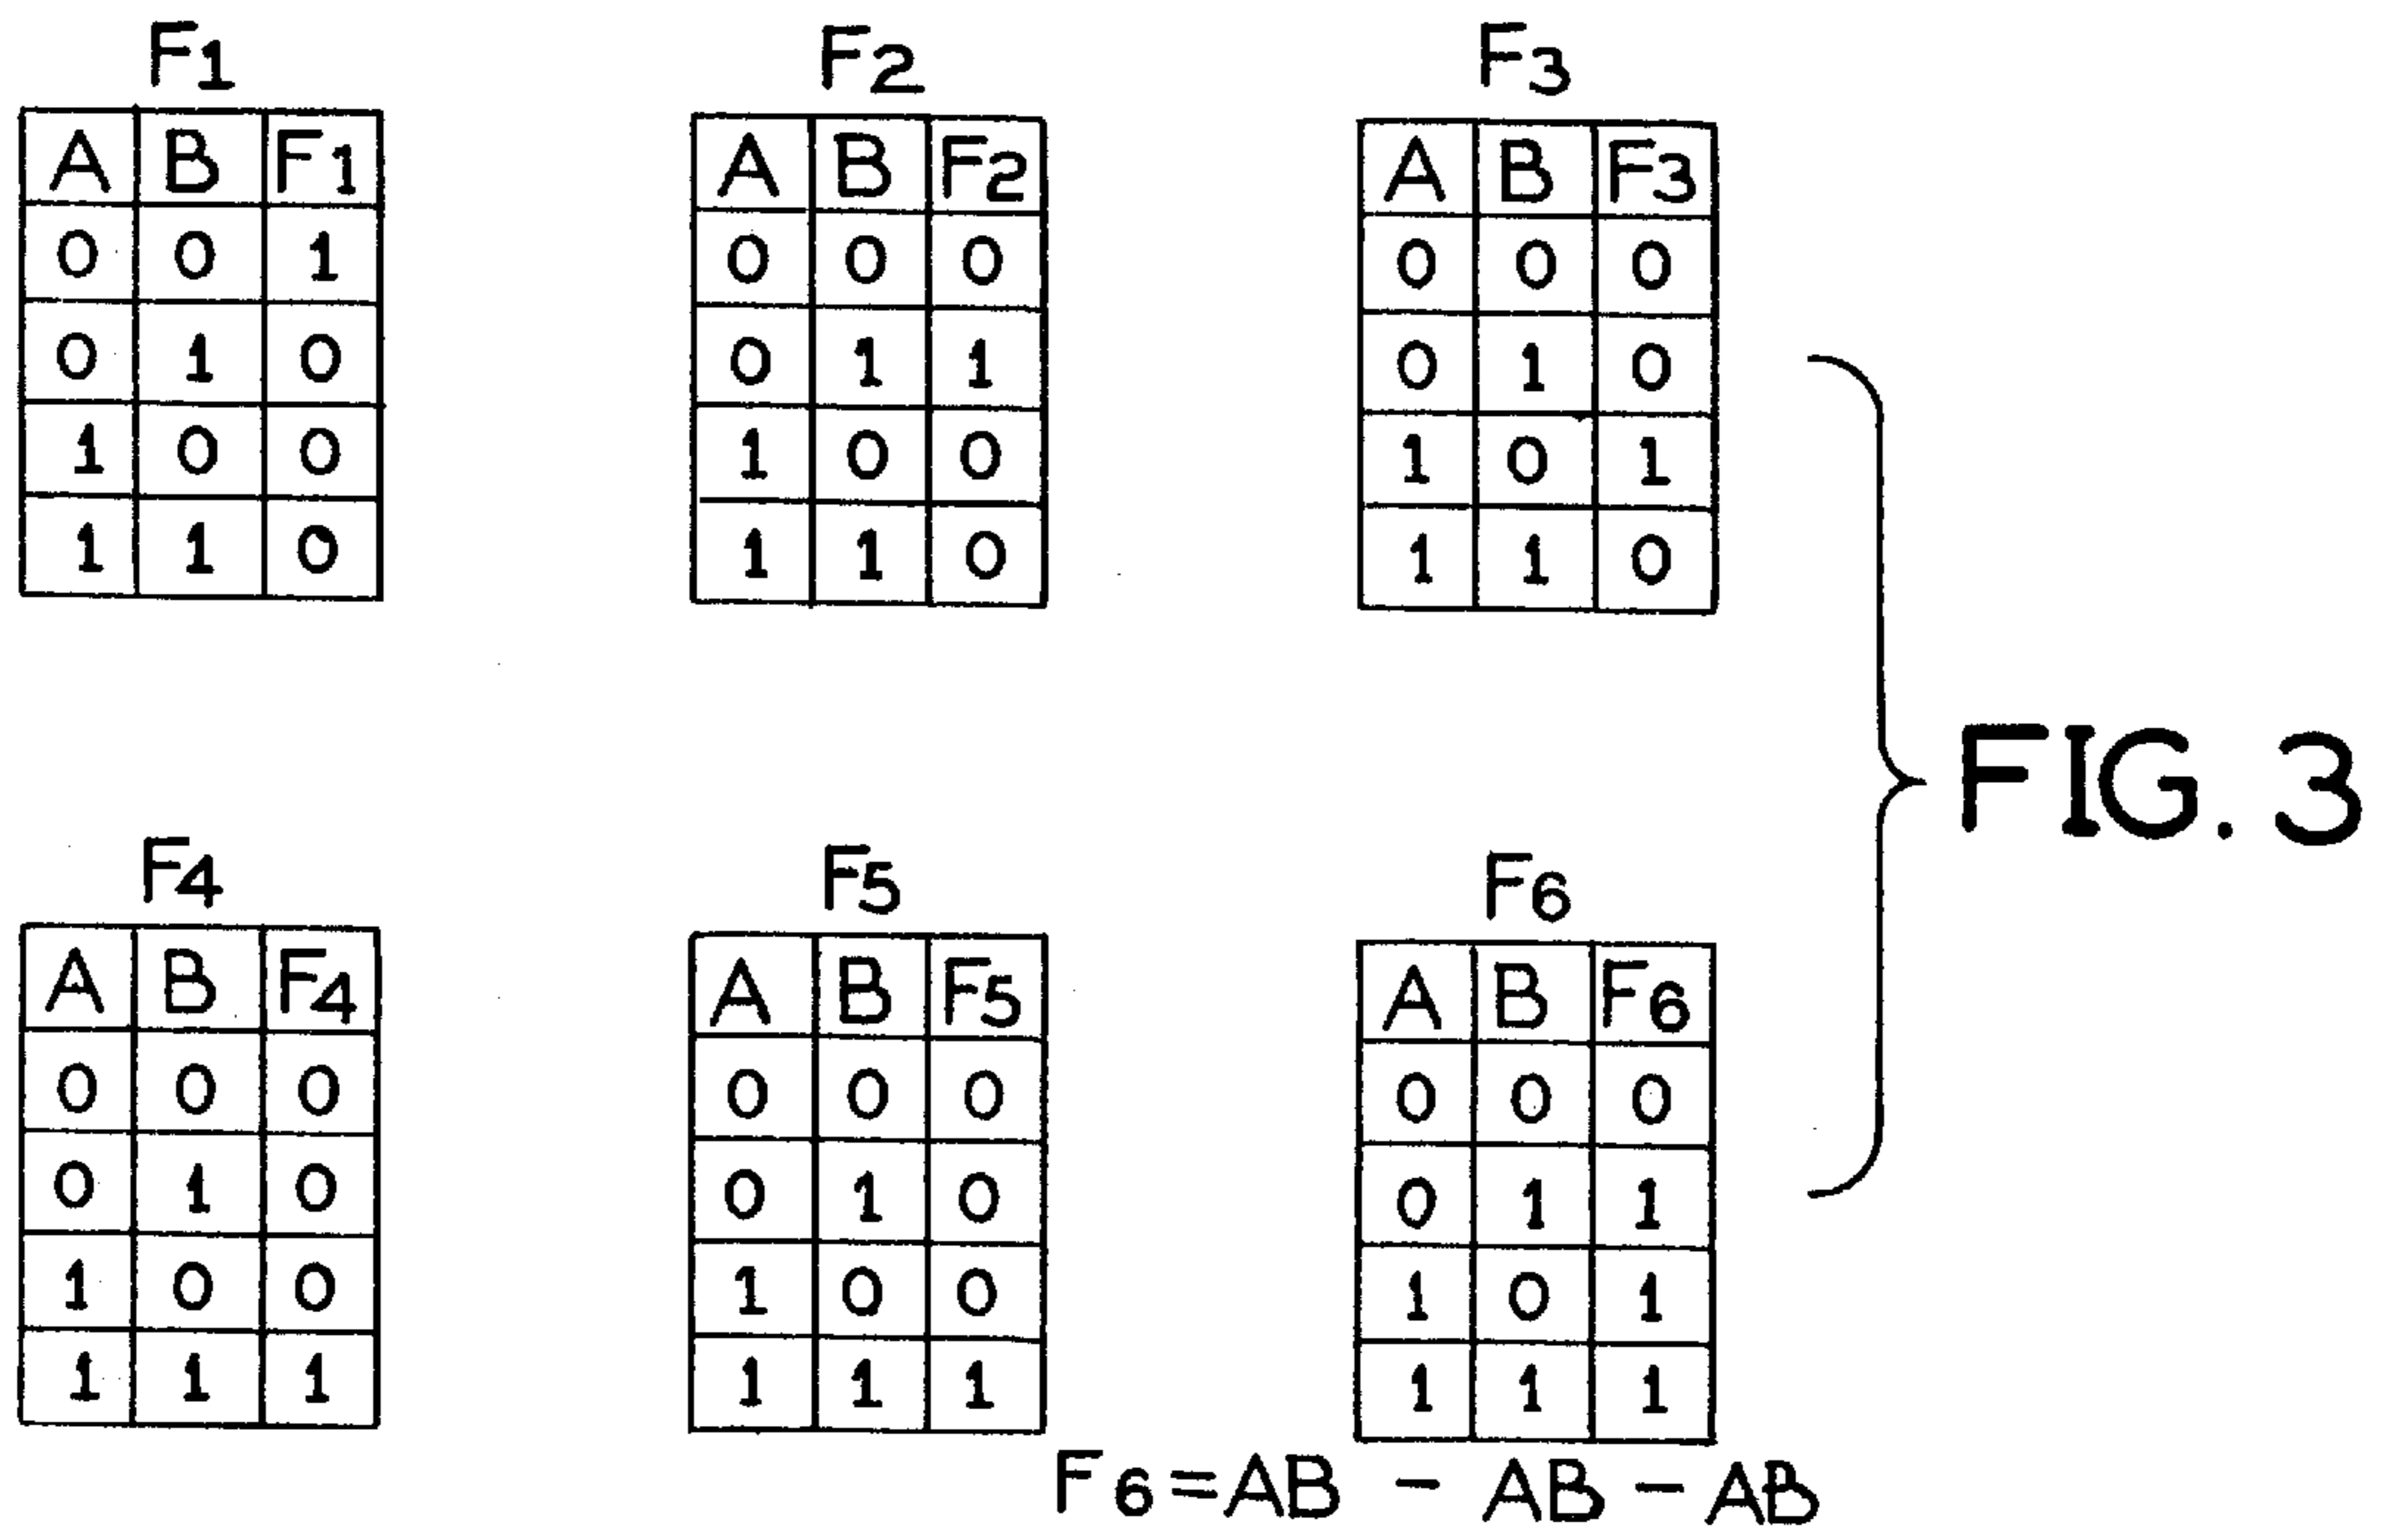 F1
A B F1
0 0 1
0 1 0
1 0 0
1 1 0
F2
A B F2
0 0 0
0 1 1
1 0 0
1 1 0
F3
A B F3
0 0 0
0 1 0
1 0 1
1 1 0
FIG. 3
F4
A B F4
0 0 0
0 1 0
1 0 0
1 1 1
F5
A B F5
0 0 0
0 1 0
1 0 0
1 1 1
F6
A B F6
0 0 0
0 1 1
1 0 1
1 1 1
F6=AB - AB - AB